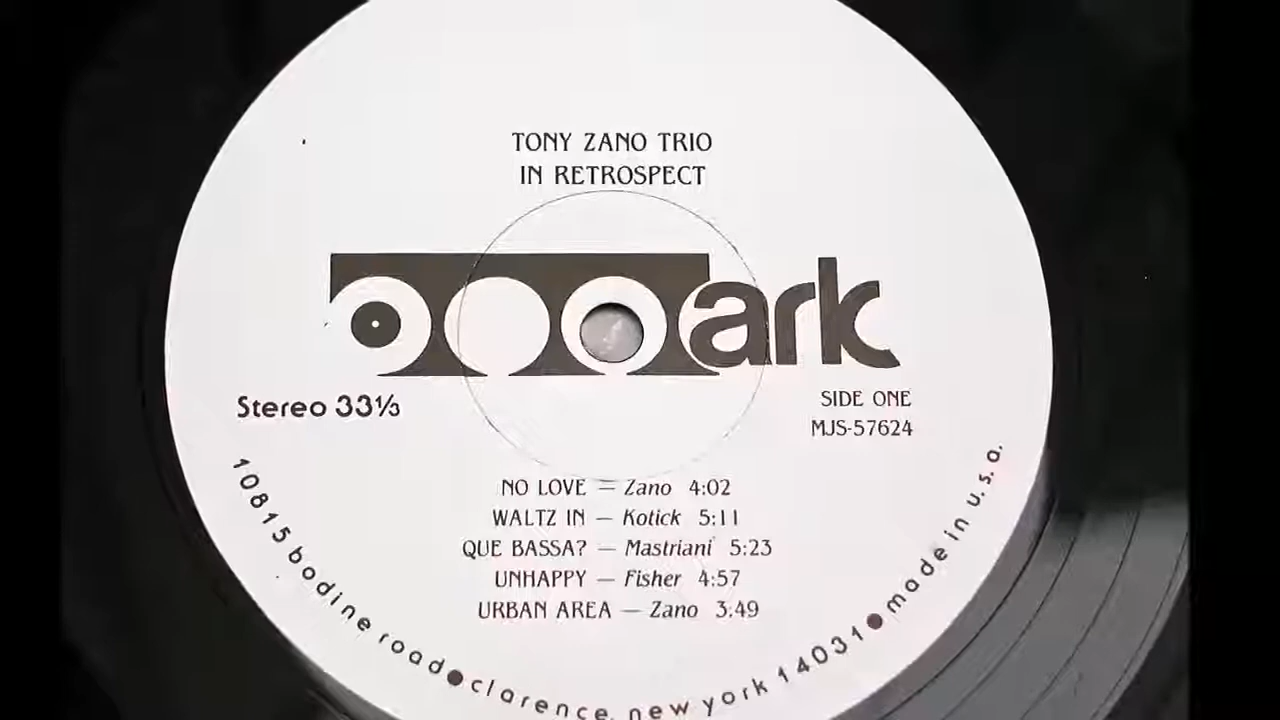 TONY ZANO TRIO
IN RETROSPECT
mark
Stereo 33⅓
SIDE ONE
MJS-57624
NO LOVE — Zano 4:02
WALTZ IN — Kotick 5:11
QUE BASSA? — Mastriani 5:23
UNHAPPY — Fisher 4:57
URBAN AREA — Zano 3:49
10815 bodine road●clarence, new york 14031●made in u.s.a.